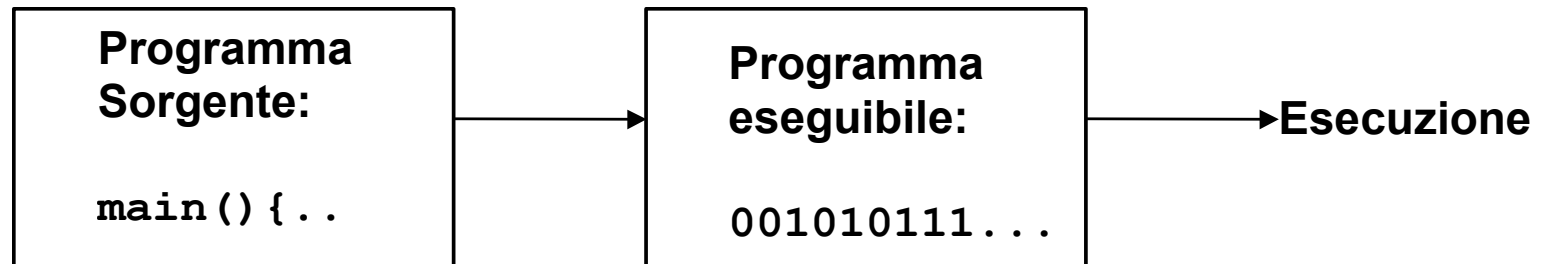 Programma
Sorgente:
main(){..
Programma
eseguibile:
001010111...
Esecuzione